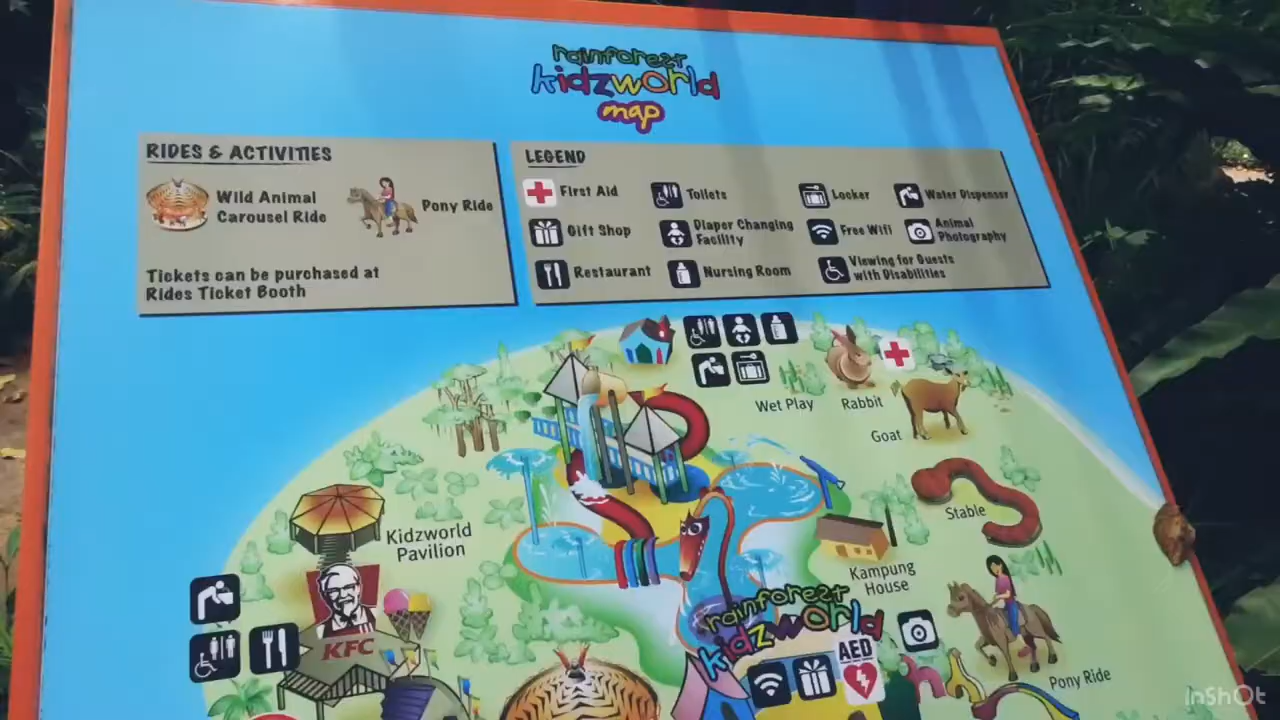 rainforest
kidzworld
map
RIDES & ACTIVITIES
Wild Animal
Carousel Ride
Pony Ride
Tickets can be purchased at
Rides Ticket Booth
LEGEND
First Aid
Toilets
Locker
Water Dispenser
Gift Shop
Diaper Changing
Facility
Free Wifi
Animal
Photography
Restaurant
Nursing Room
Viewing for Guests
with Disabilities
Wet Play
Rabbit
Goat
Stable
Kidzworld
Pavilion
Kampung
House
KFC
rainforest
kidzworld
AED
Pony Ride
InShOt